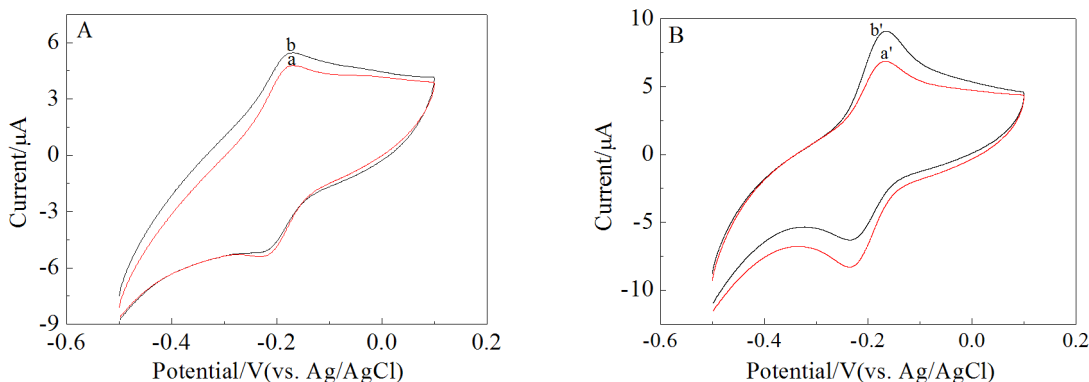 A
b
a
6
3
0
-3
-6
-9
-0.6
-0.4
-0.2
0.0
0.2
Current/μA
Potential/V(vs. Ag/AgCl)
B
b'
a'
10
5
0
-5
-10
-0.6
-0.4
-0.2
0.0
0.2
Current/μA
Potential/V(vs. Ag/AgCl)